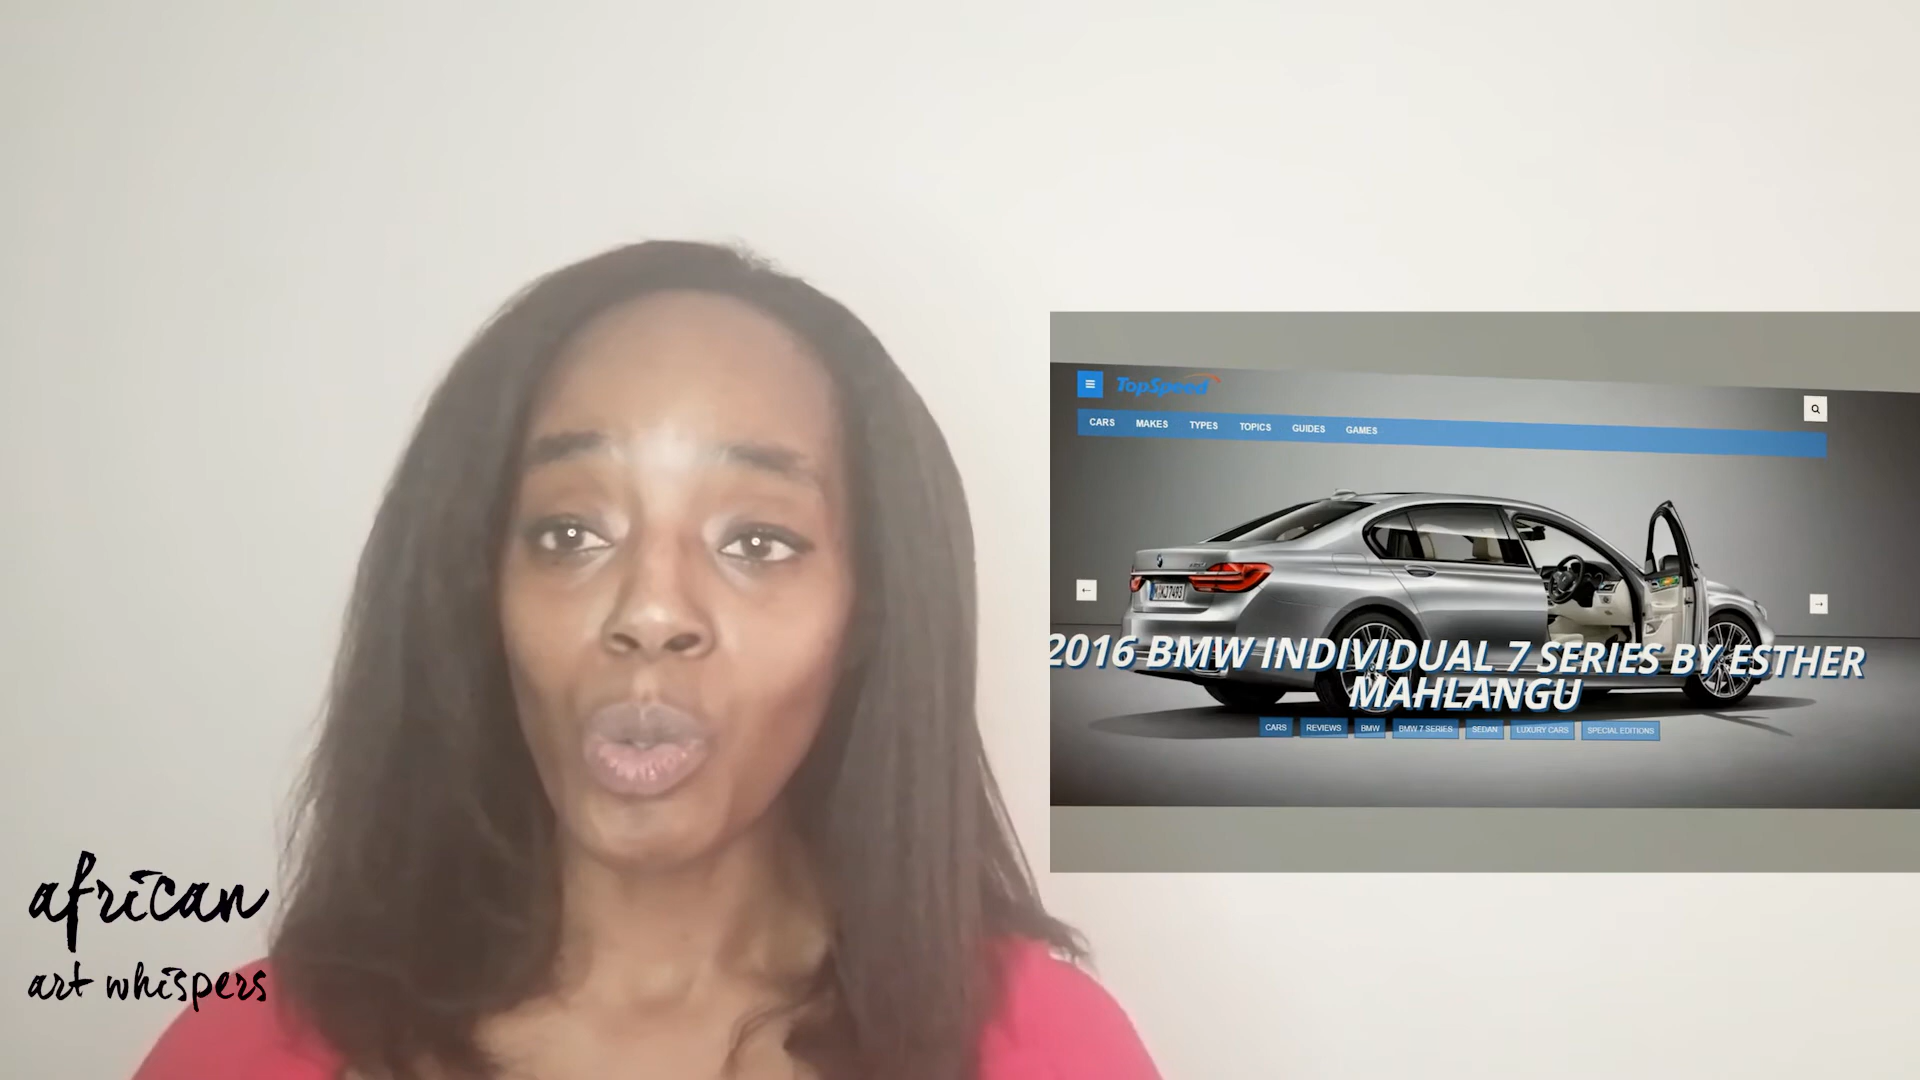 TopSpeed
CARS MAKES TYPES TOPICS GUIDES GAMES
2016 BMW INDIVIDUAL 7 SERIES BY ESTHER
MAHLANGU
CARS REVIEWS BMW BMW 7 SERIES SEDAN LUXURY CARS SPECIAL EDITIONS
african
art whispers